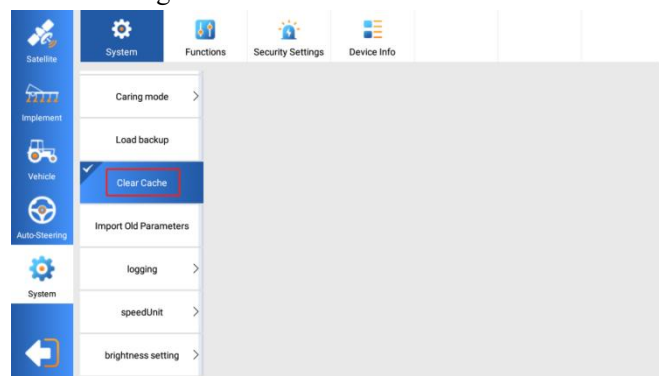 Satellite
Implement
Vehicle
Auto-Steering
System
System
Functions
Security Settings
Device Info
Caring mode
Load backup
Clear Cache
Import Old Parameters
logging
speedUnit
brightness setting